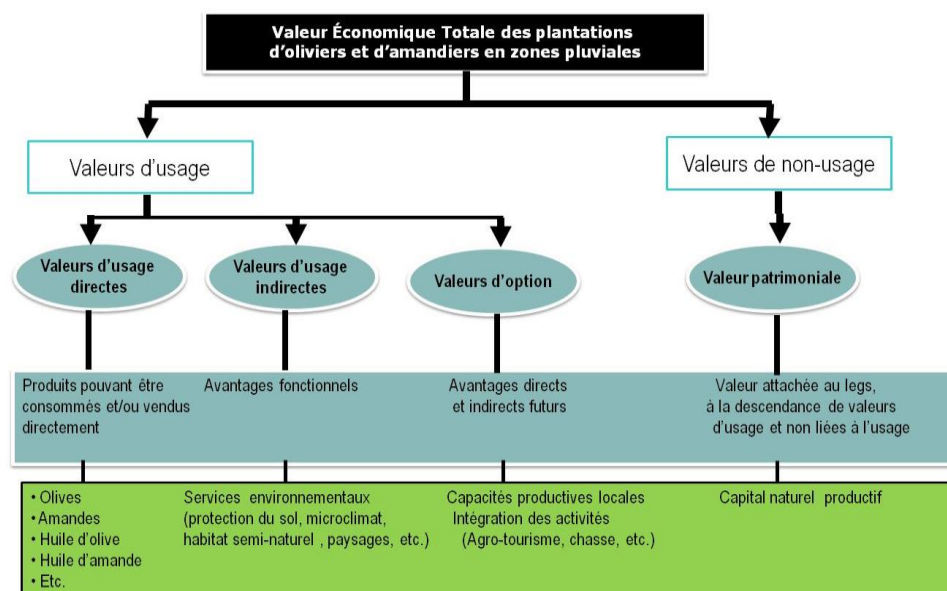 Valeur Économique Totale des plantations
d'oliviers et d'amandiers en zones pluviales
Valeurs d'usage
Valeurs de non-usage
Valeurs d'usage
directes
Valeurs d'usage
indirectes
Valeurs d'option
Valeur patrimoniale
Produits pouvant être
consommés et/ou vendus
directement
Avantages fonctionnels
Avantages directs
et indirects futurs
Valeur attachée au legs,
à la descendance de valeurs
d'usage et non liées à l'usage
• Olives
• Amandes
• Huile d'olive
• Huile d'amande
• Etc.
Services environnementaux
(protection du sol, microclimat,
habitat semi-naturel , paysages, etc.)
Capacités productives locales
Intégration des activités
(Agro-tourisme, chasse, etc.)
Capital naturel productif